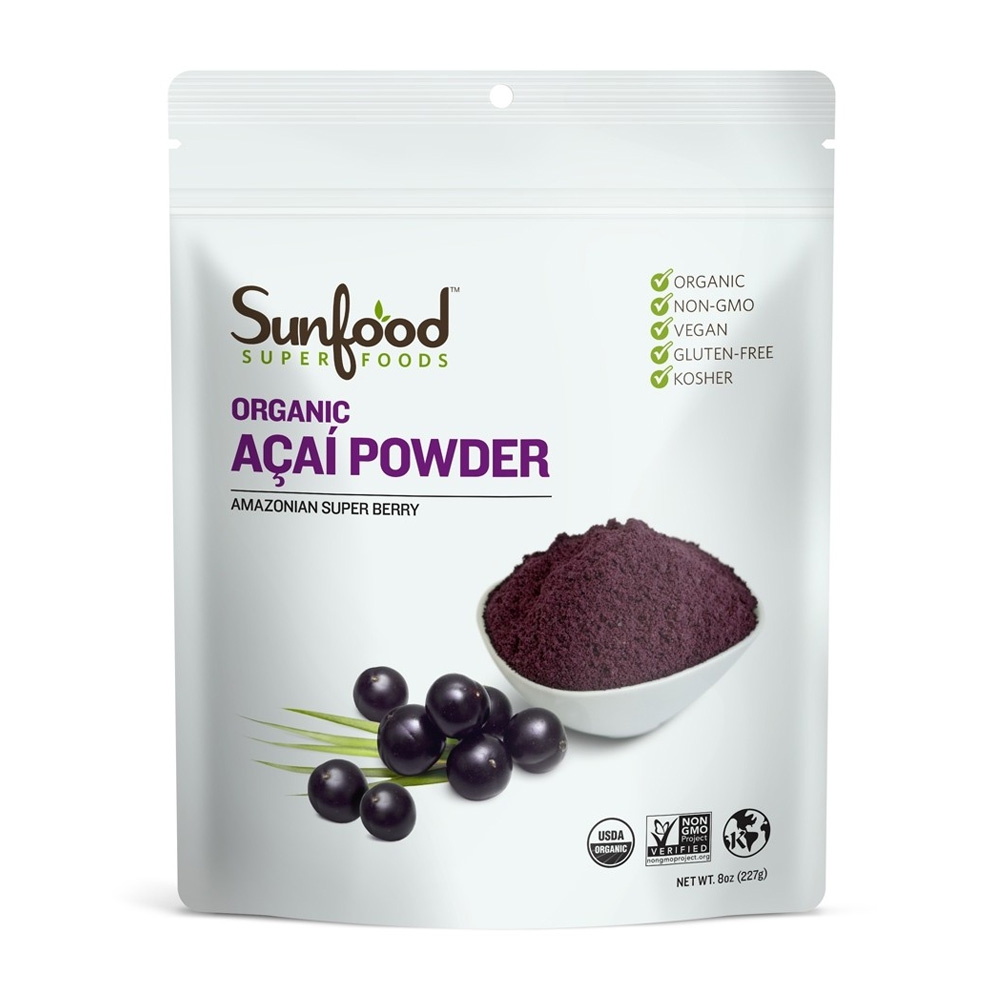 Sunfood™
SUPERFOODS
ORGANIC
AÇAÍ POWDER
AMAZONIAN SUPER BERRY
ORGANIC
NON-GMO
VEGAN
GLUTEN-FREE
KOSHER
USDA
ORGANIC
NON
GMO
Project
VERIFIED
nongmoproject.org
K
NET WT. 8oz (227g)